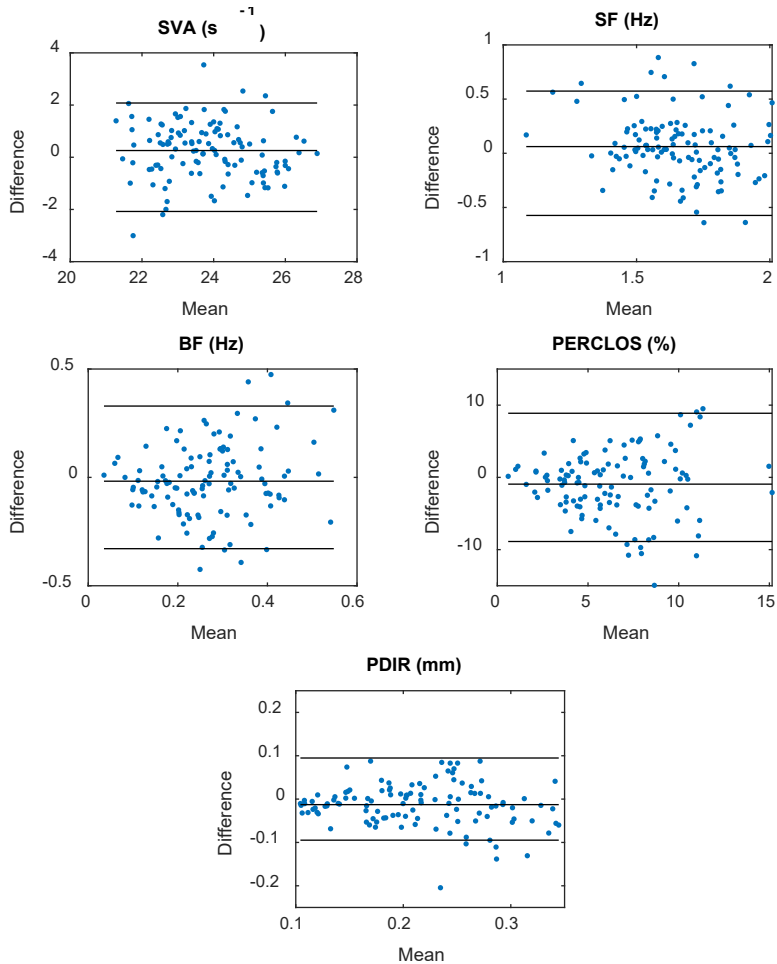 SVA (s-1)
4
2
0
-2
-4
20 22 24 26 28
Difference
Mean
SF (Hz)
1
0.5
0
-0.5
-1
1 1.5 2
Difference
Mean
BF (Hz)
0.5
0
-0.5
0 0.2 0.4 0.6
Difference
Mean
PERCLOS (%)
10
0
-10
0 5 10 15
Difference
Mean
PDIR (mm)
0.2
0.1
0
-0.1
-0.2
0.1 0.2 0.3
Difference
Mean